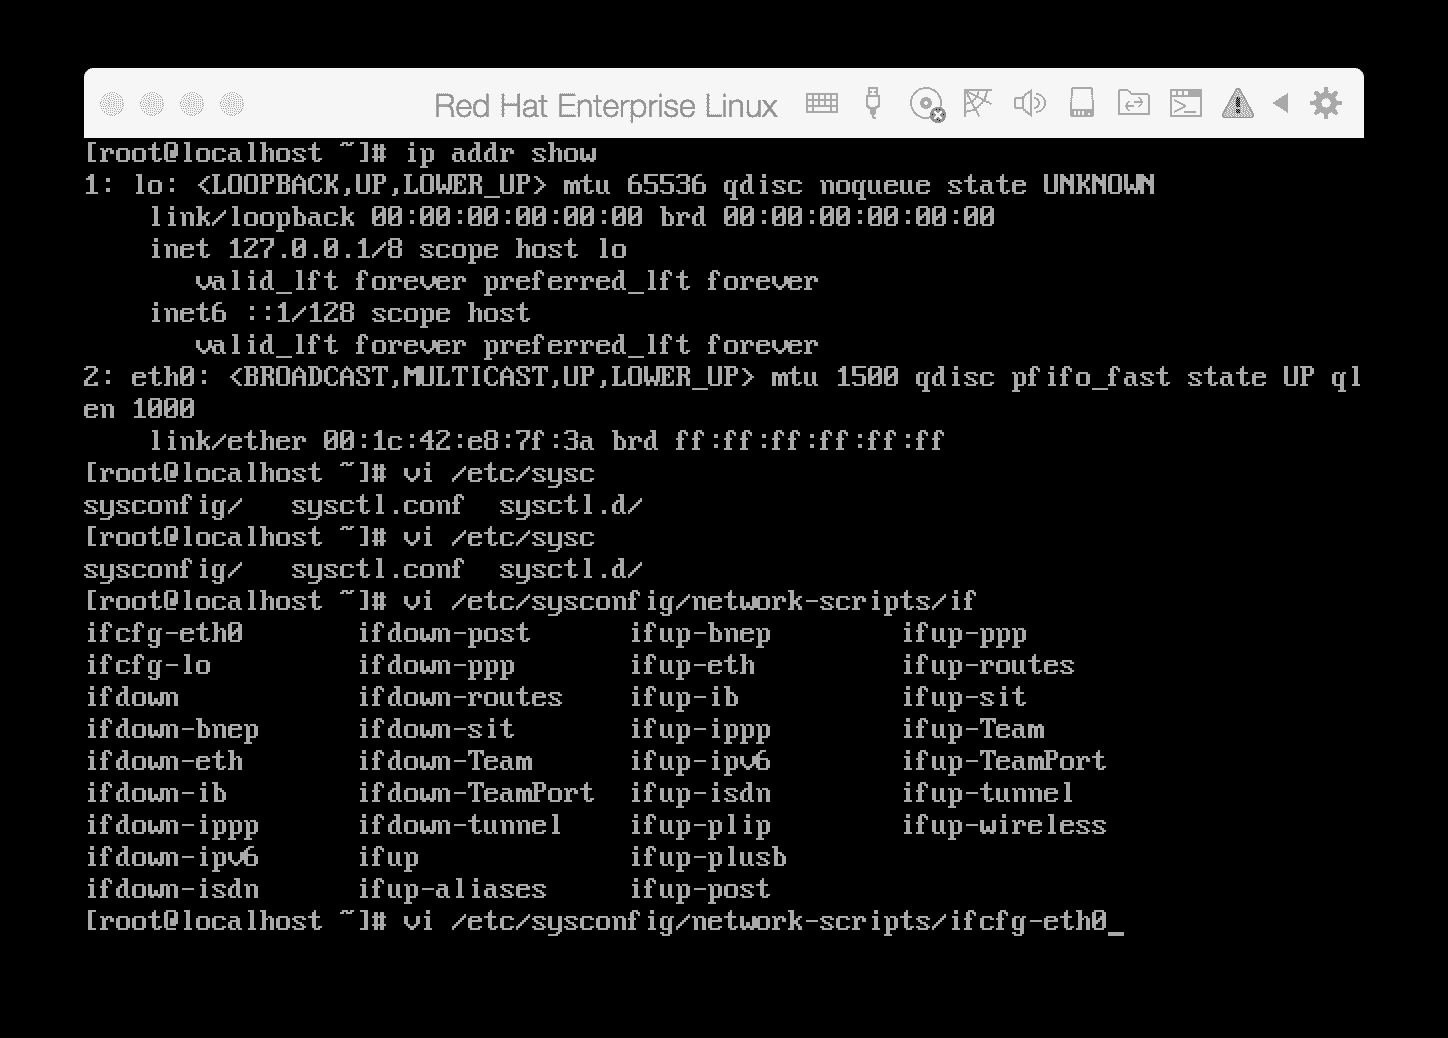 Red Hat Enterprise Linux
[root@localhost ~]# ip addr show
1: lo: <LOOPBACK,UP,LOWER_UP> mtu 65536 qdisc noqueue state UNKNOWN
    link/loopback 00:00:00:00:00:00 brd 00:00:00:00:00:00
    inet 127.0.0.1/8 scope host lo
       valid_lft forever preferred_lft forever
    inet6 ::1/128 scope host
       valid_lft forever preferred_lft forever
2: eth0: <BROADCAST,MULTICAST,UP,LOWER_UP> mtu 1500 qdisc pfifo_fast state UP ql
en 1000
    link/ether 00:1c:42:e8:7f:3a brd ff:ff:ff:ff:ff:ff
[root@localhost ~]# vi /etc/sysc
sysconfig/   sysctl.conf  sysctl.d/
[root@localhost ~]# vi /etc/sysc
sysconfig/   sysctl.conf  sysctl.d/
[root@localhost ~]# vi /etc/sysconfig/network-scripts/if
ifcfg-eth0       ifdown-post      ifup-bnep        ifup-ppp
ifcfg-lo         ifdown-ppp       ifup-eth         ifup-routes
ifdown           ifdown-routes    ifup-ib          ifup-sit
ifdown-bnep      ifdown-sit       ifup-ippp        ifup-Team
ifdown-eth       ifdown-Team      ifup-ipv6        ifup-TeamPort
ifdown-ib        ifdown-TeamPort  ifup-isdn        ifup-tunnel
ifdown-ippp      ifdown-tunnel    ifup-plip        ifup-wireless
ifdown-ipv6      ifup             ifup-plusb
ifdown-isdn      ifup-aliases     ifup-post
[root@localhost ~]# vi /etc/sysconfig/network-scripts/ifcfg-eth0_